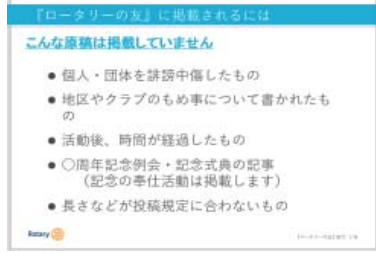 『ロータリーの友』に掲載されるには
こんな原稿は掲載していません
● 個人・団体を誹謗中傷したもの
● 地区やクラブのもめ事について書かれたも
の
● 活動後、時間が経過したもの
● ○周年記念例会・記念式典の記事
（記念の奉仕活動は掲載します）
● 長さなどが投稿規定に合わないもの
Rotary